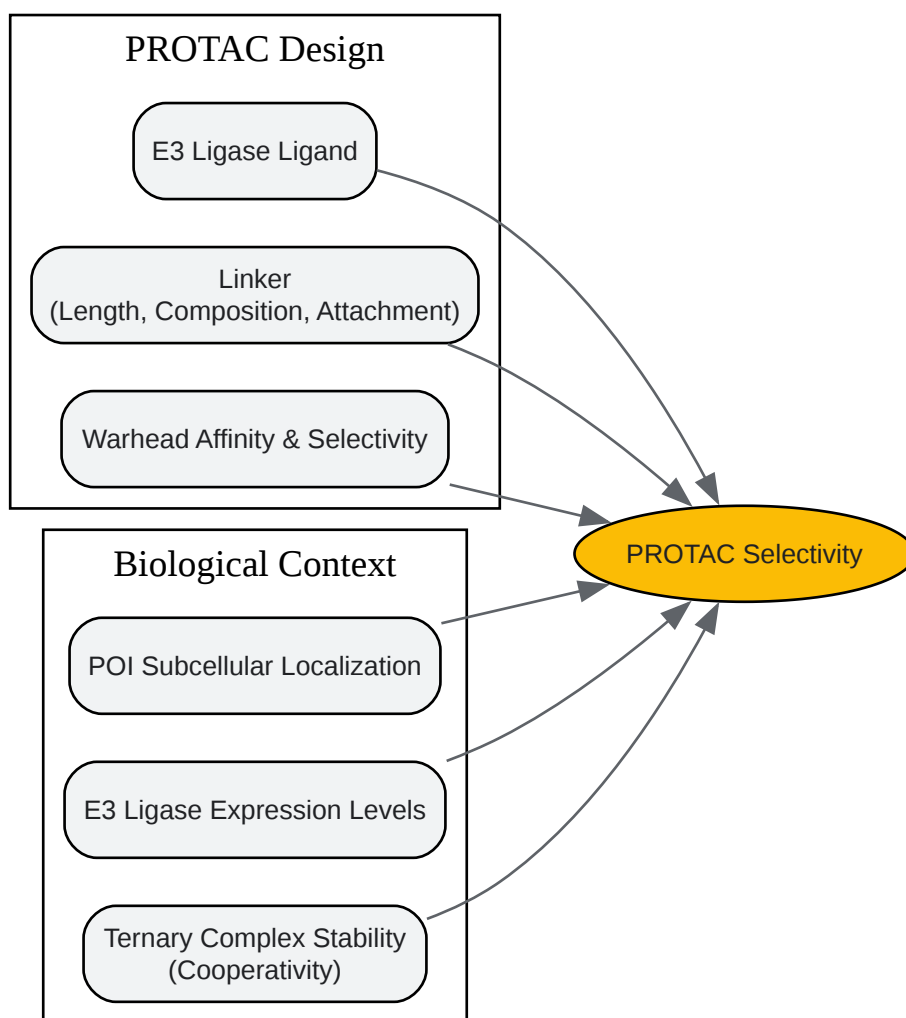 PROTAC Design
E3 Ligase Ligand
Linker
(Length, Composition, Attachment)
Warhead Affinity & Selectivity
PROTAC Selectivity
Biological Context
POI Subcellular Localization
E3 Ligase Expression Levels
Ternary Complex Stability
(Cooperativity)